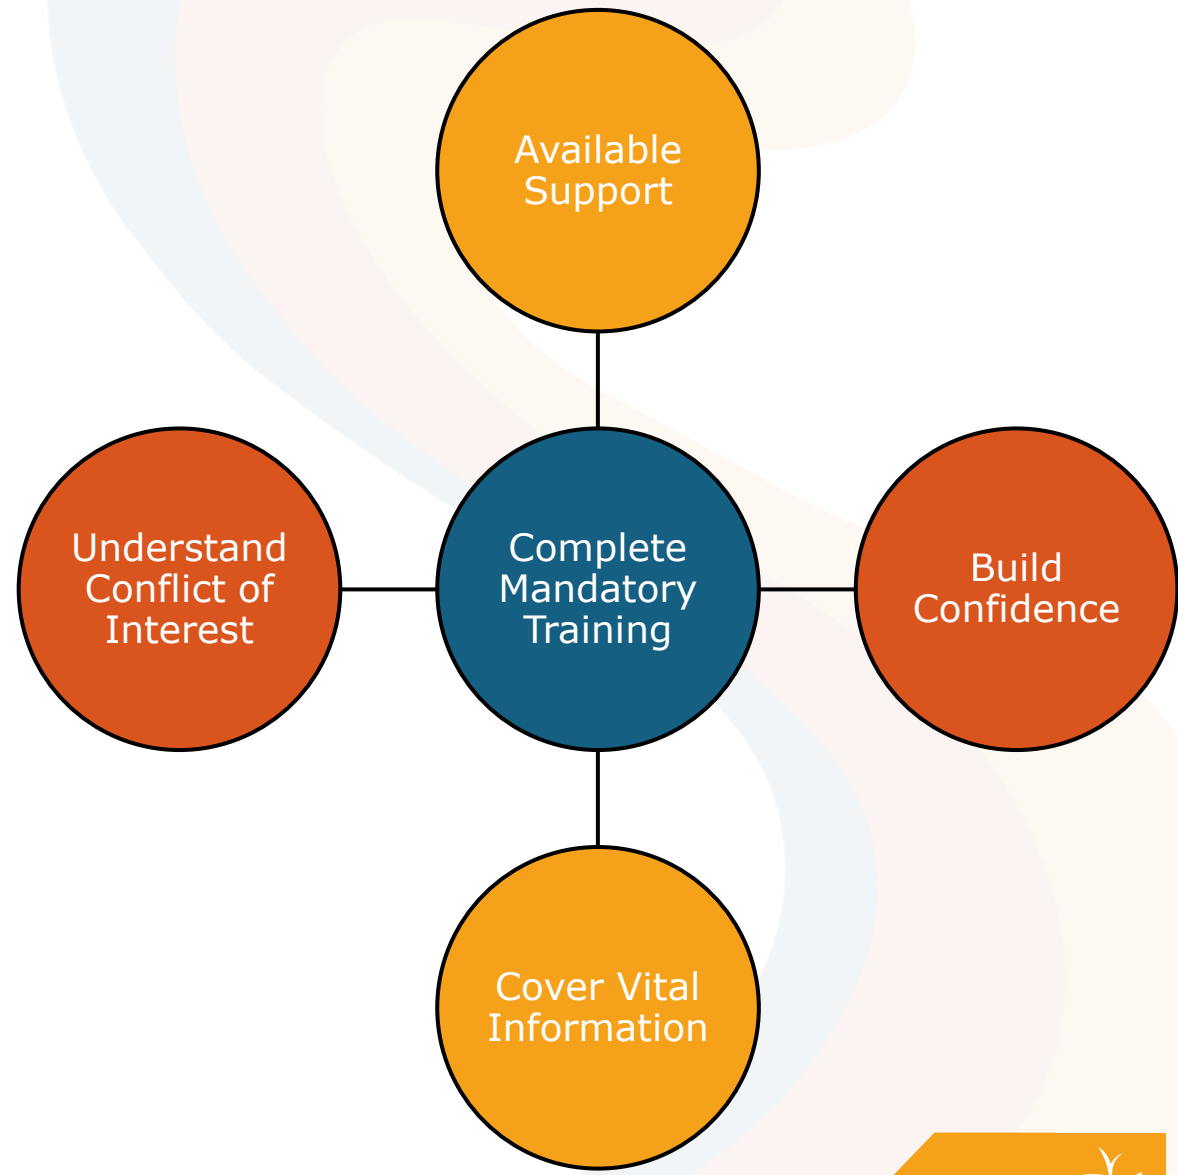 Available
Support
Understand
Conflict of
Interest
Complete
Mandatory
Training
Build
Confidence
Cover Vital
Information